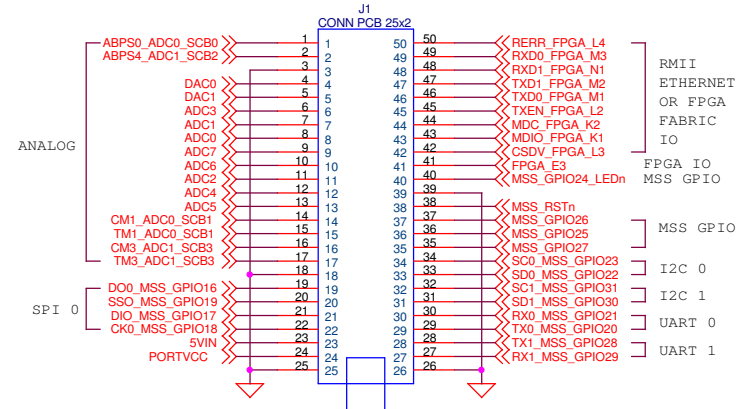 J1
CONN PCB 25x2
ABPS0_ADC0_SCB0 1 1 50 50 RERR_FPGA_L4
ABPS4_ADC1_SCB2 2 2 49 49 RXD0_FPGA_M3
3 3 48 48 RXD1_FPGA_N1
DAC0 4 4 47 47 TXD1_FPGA_M2
DAC1 5 5 46 46 TXD0_FPGA_M1
ADC3 6 6 45 45 TXEN_FPGA_L2
ADC1 7 7 44 44 MDC_FPGA_K2
ADC0 8 8 43 43 MDIO_FPGA_K1
ADC7 9 9 42 42 CSDV_FPGA_L3
ADC6 10 10 41 41 FPGA_E3
ADC2 11 11 40 40 MSS_GPIO24_LEDn
ADC4 12 12 39 39
ADC5 13 13 38 38 MSS_RSTn
CM1_ADC0_SCB1 14 14 37 37 MSS_GPIO26
TM1_ADC0_SCB1 15 15 36 36 MSS_GPIO25
CM3_ADC1_SCB3 16 16 35 35 MSS_GPIO27
TM3_ADC1_SCB3 17 17 34 34 SC0_MSS_GPIO23
18 18 33 33 SD0_MSS_GPIO22
DO0_MSS_GPIO16 19 19 32 32 SC1_MSS_GPIO31
SSO_MSS_GPIO19 20 20 31 31 SD1_MSS_GPIO30
DIO_MSS_GPIO17 21 21 30 30 RX0_MSS_GPIO21
CK0_MSS_GPIO18 22 22 29 29 TX0_MSS_GPIO20
5VIN 23 23 28 28 TX1_MSS_GPIO28
PORTVCC 24 24 27 27 RX1_MSS_GPIO29
25 25 26 26
ANALOG
SPI 0
RMII
ETHERNET
OR FPGA
FABRIC
IO
FPGA IO
MSS GPIO
MSS GPIO
I2C 0
I2C 1
UART 0
UART 1